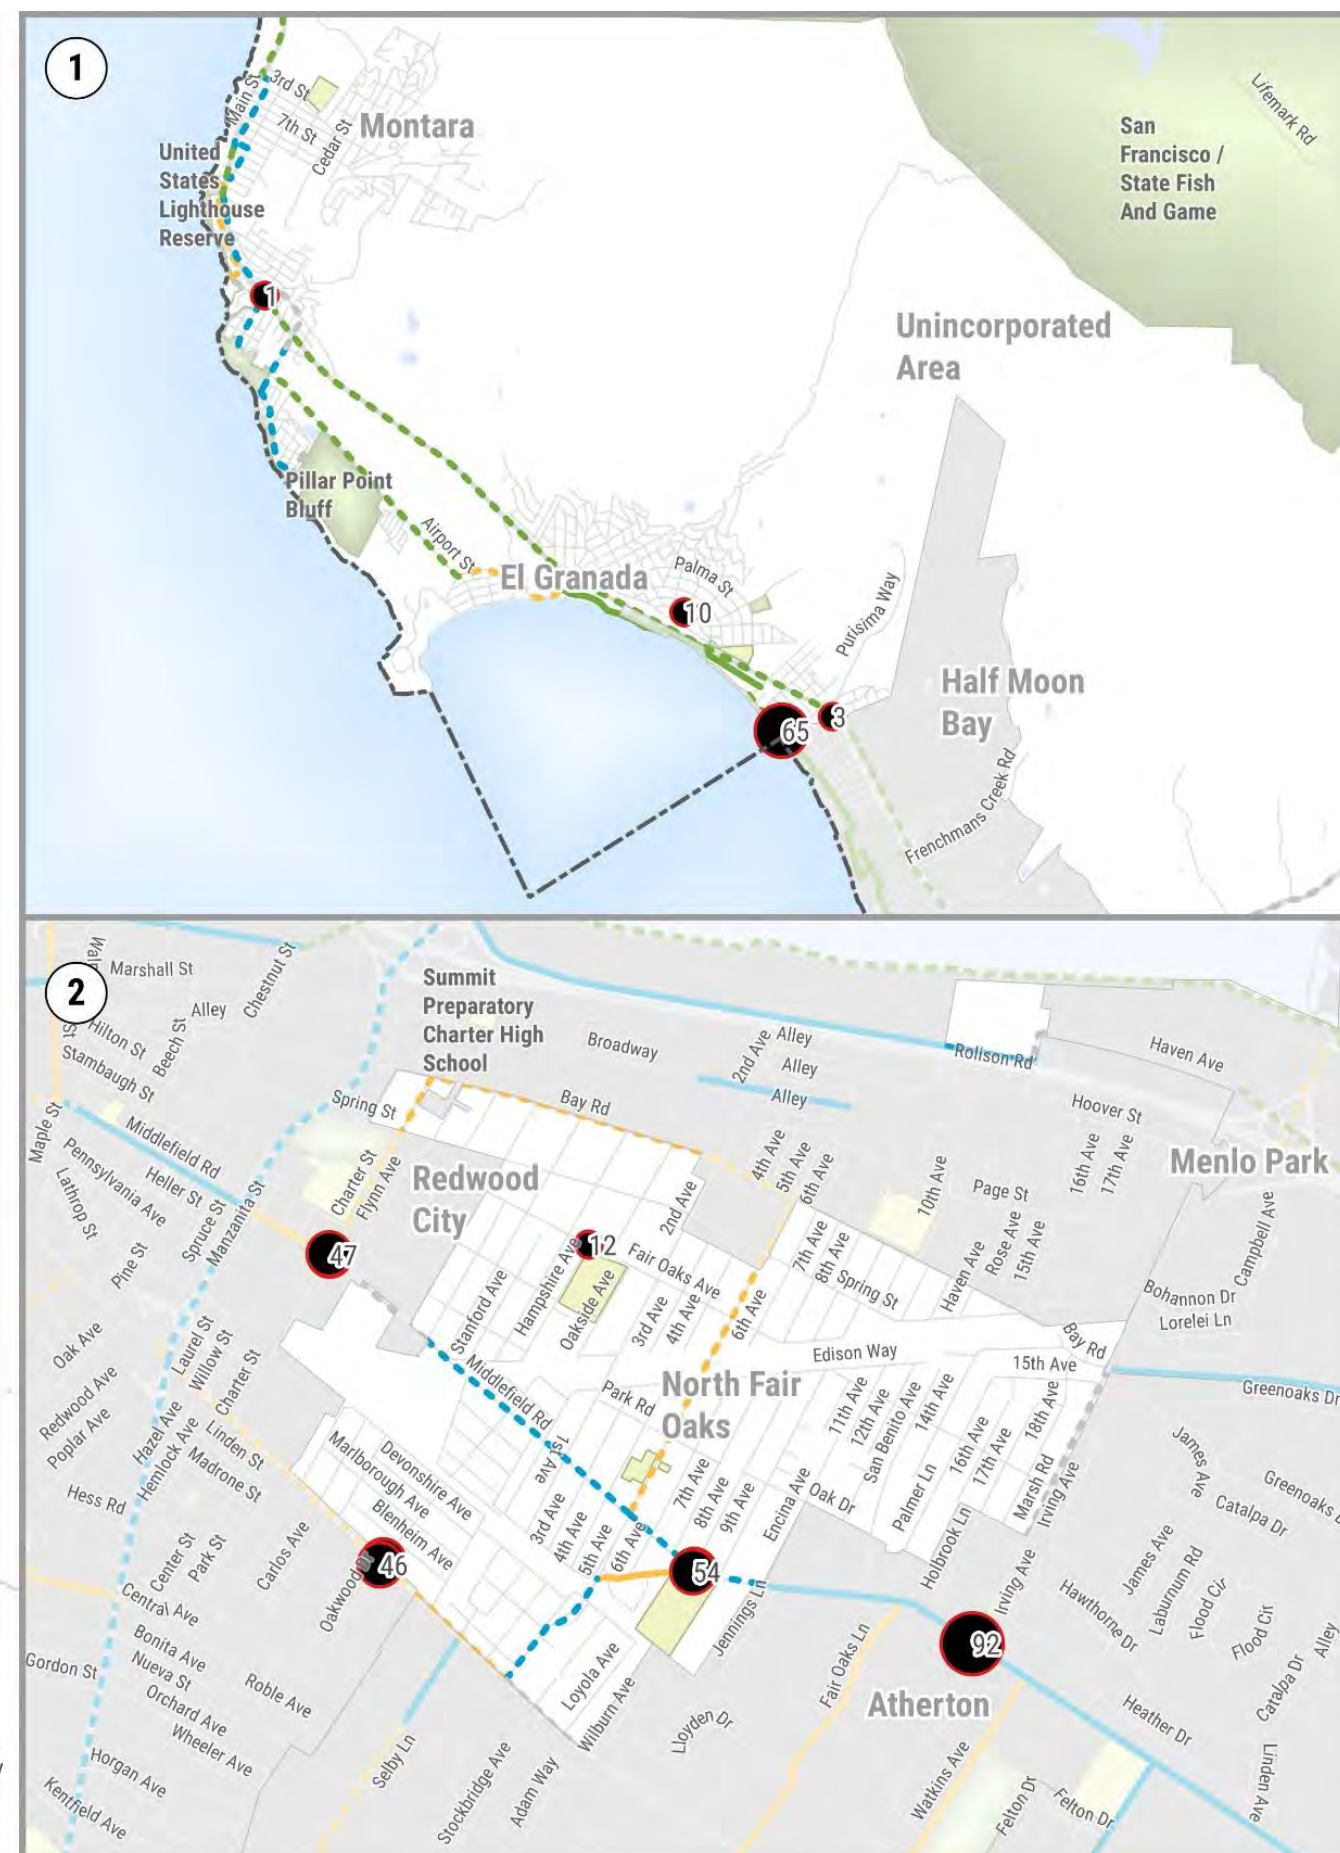 1
3rd St
Main St
7th St
Cedar St
Montara
United
States
Lighthouse
Reserve
San
Francisco /
State Fish
And Game
Lifemark Rd
1
Unincorporated
Area
Pillar Point
Bluff
Airport St
El Granada
Palma St
10
Purisima Way
Half Moon
Bay
65
3
Frenchmans Creek Rd
2
Marshall St
Chestnut St
Alley
Hilton St
Beech St
St
Stambaugh St
Summit
Preparatory
Charter High
School
Broadway
2nd Ave
Alley
Alley
Alley
Rolison Rd
Haven Ave
Hoover St
Maple St
Middlefield Rd
Spring St
Bay Rd
Pennsylvania Ave
Heller St
Lathrop St
Pine St
Spruce St
Manzanita St
Charter St
Flynn Ave
Redwood
City
47
2nd Ave
4th Ave
5th Ave
6th Ave
10th Ave
Page St
16th Ave
17th Ave
Menlo Park
Campbell Ave
12
Hampshire Ave
Fair Oaks Ave
Oakside Ave
Stanford Ave
3rd Ave
4th Ave
6th Ave
7th Ave
8th Ave
Spring St
Haven Ave
Rose Ave
15th Ave
Bohannon Dr
Lorelei Ln
Bay Rd
Edison Way
15th Ave
Greenoaks Dr
Oak Ave
Redwood Ave
Poplar Ave
Laurel St
Willow St
Charter St
Hazel Ave
Hemlock Ave
Linden St
Madrone St
Hess Rd
Middlefield Rd
Park Rd
North Fair
Oaks
1st Ave
Devonshire Ave
Marlborough Ave
Blenheim Ave
3rd Ave
4th Ave
5th Ave
6th Ave
7th Ave
8th Ave
9th Ave
Encina Ave
Oak Dr
11th Ave
12th Ave
San Benito Ave
14th Ave
Palmer Ln
16th Ave
17th Ave
18th Ave
Marsh Rd
Irving Ave
Holbrook Ln
James Ave
Catalpa Dr
Greenoaks
Center St
Park St
Carlos Ave
Oakwood
46
54
Central Ave
Bonita Ave
Nueva St
Orchard Ave
Wheeler Ave
Gordon St
Roble Ave
Horgan Ave
Kentfield Ave
Selby Ln
Stockbridge Ave
Adam Way
Loyola Ave
Wilburn Ave
Jennings Ln
Lloyden Dr
Fair Oaks Ln
92
Atherton
Irving Ave
Hawthorne Dr
James Ave
Laburnum Rd
Flood Cir
Flood Cir
Alley
Catalpa Dr
Heather Dr
Linden Ave
Watkins Ave
Felton Dr
Felton Dr